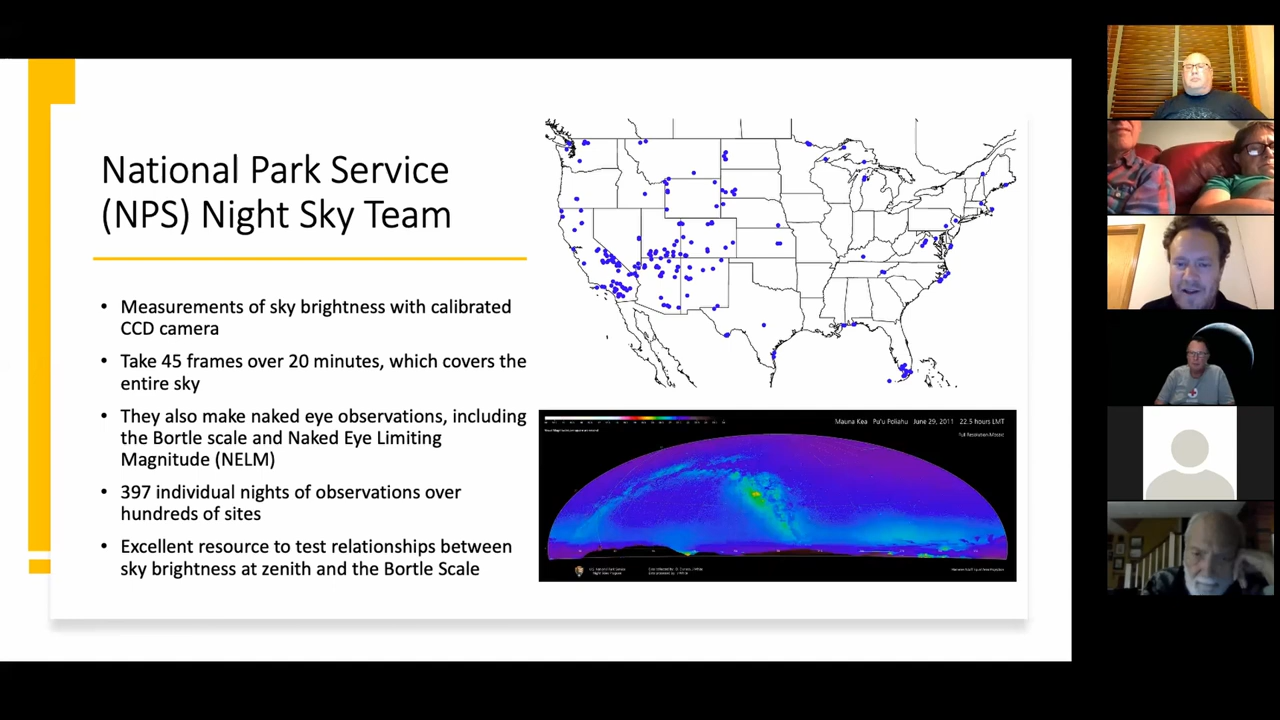 National Park Service
(NPS) Night Sky Team
• Measurements of sky brightness with calibrated
CCD camera
• Take 45 frames over 20 minutes, which covers the
entire sky
• They also make naked eye observations, including
the Bortle scale and Naked Eye Limiting
Magnitude (NELM)
• 397 individual nights of observations over
hundreds of sites
• Excellent resource to test relationships between
sky brightness at zenith and the Bortle Scale
Mauna Kea Pu'u Poliahu June 29, 2011 22.5 hours LMT
Full Resolution Mosaic